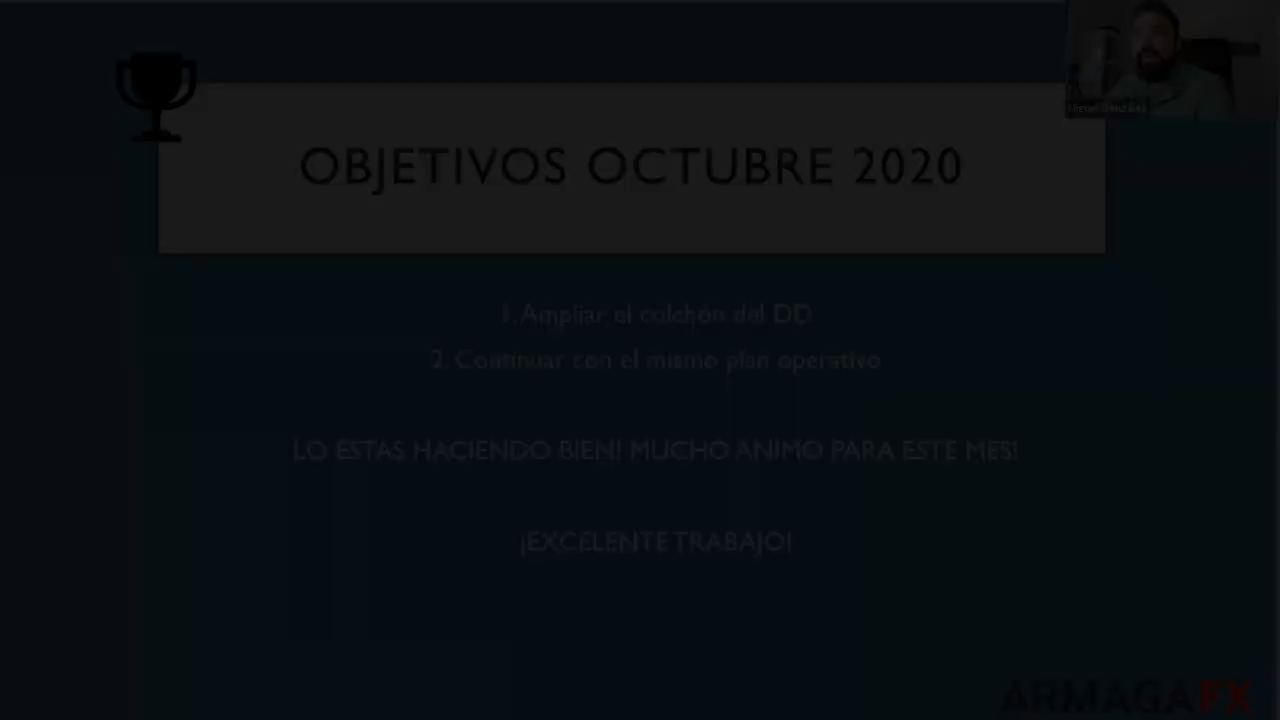 OBJETIVOS OCTUBRE 2020
1. Ampliar el colchón del DD
2. Continuar con el mismo plan operativo
LO ESTAS HACIENDO BIEN! MUCHO ANIMO PARA ESTE MES!
¡EXCELENTE TRABAJO!
ARMAGAFX